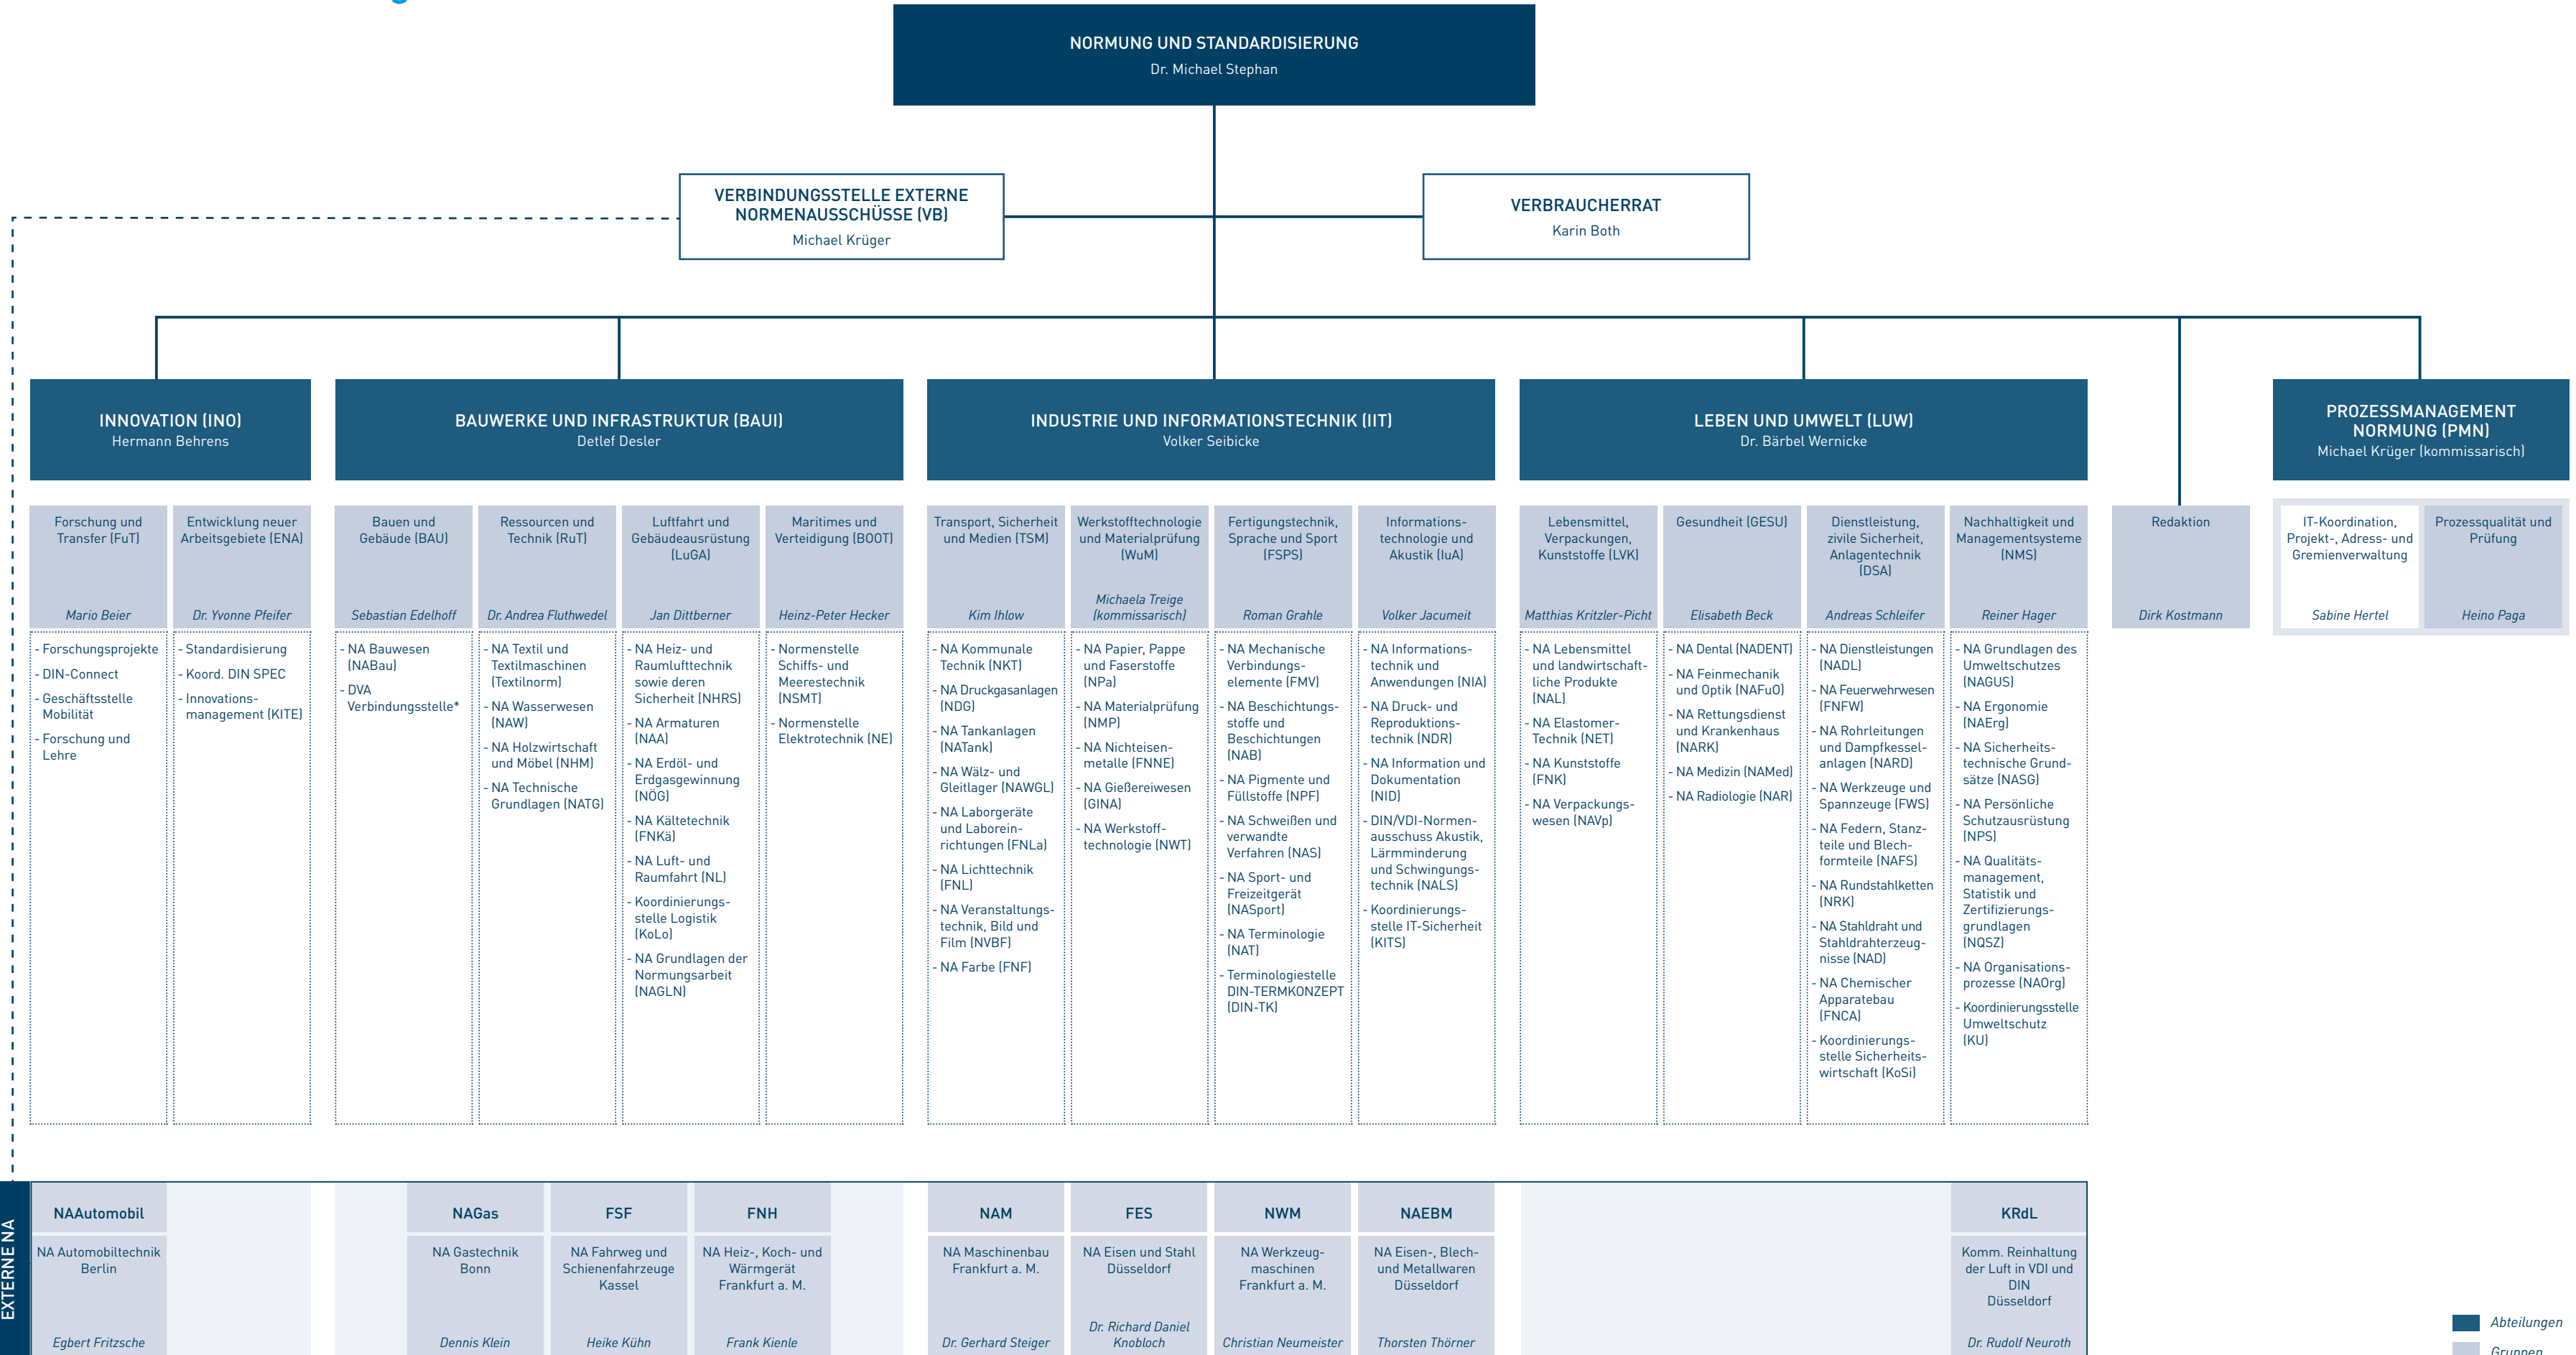 NORMUNG UND STANDARDISIERUNG
Dr. Michael Stephan
VERBINDUNGSSTELLE EXTERNE
NORMENAUSSCHÜSSE (VB)
Michael Krüger
VERBRAUCHERRAT
Karin Both
INNOVATION (INO)
Hermann Behrens
BAUWERKE UND INFRASTRUKTUR (BAUI)
Detlef Desler
INDUSTRIE UND INFORMATIONSTECHNIK (IIT)
Volker Seibicke
LEBEN UND UMWELT (LUW)
Dr. Bärbel Wernicke
PROZESSMANAGEMENT
NORMUNG (PMN)
Michael Krüger (kommissarisch)
Forschung und
Transfer (FuT)
Mario Beier
- Forschungsprojekte
- DIN-Connect
- Geschäftsstelle
Mobilität
- Forschung und
Lehre
Entwicklung neuer
Arbeitsgebiete (ENA)
Dr. Yvonne Pfeifer
- Standardisierung
- Koord. DIN SPEC
- Innovations-
management (KITE)
Bauen und
Gebäude (BAU)
Sebastian Edelhoff
- NA Bauwesen
(NABau)
- DVA
Verbindungsstelle*
Ressourcen und
Technik (RuT)
Dr. Andrea Fluthwedel
- NA Textil und
Textilmaschinen
(Textilnorm)
- NA Wasserwesen
(NAW)
- NA Holzwirtschaft
und Möbel (NHM)
- NA Technische
Grundlagen (NATG)
Luftfahrt und
Gebäudeausrüstung
(LuGA)
Jan Dittberner
- NA Heiz- und
Raumlufttechnik
sowie deren
Sicherheit (NHRS)
- NA Armaturen
(NAA)
- NA Erdöl- und
Erdgasgewinnung
(NÖG)
- NA Kältetechnik
(FNKä)
- NA Luft- und
Raumfahrt (NL)
- Koordinierungs-
stelle Logistik
(KoLo)
- NA Grundlagen der
Normungsarbeit
(NAGLN)
Maritimes und
Verteidigung (BOOT)
Heinz-Peter Hecker
- Normenstelle
Schiffs- und
Meerestechnik
(NSMT)
- Normenstelle
Elektrotechnik (NE)
Transport, Sicherheit
und Medien (TSM)
Kim Ihlow
- NA Kommunale
Technik (NKT)
- NA Druckgasanlagen
(NDG)
- NA Tankanlagen
(NATank)
- NA Wälz- und
Gleitlager (NAWGL)
- NA Laborgeräte
und Laborein-
richtungen (FNLa)
- NA Lichttechnik
(FNL)
- NA Veranstaltungs-
technik, Bild und
Film (NVBF)
- NA Farbe (FNF)
Werkstofftechnologie
und Materialprüfung
(WuM)
Michaela Treige
(kommissarisch)
- NA Papier, Pappe
und Faserstoffe
(NPa)
- NA Materialprüfung
(NMP)
- NA Nichteisen-
metalle (FNNE)
- NA Gießereiwesen
(GINA)
- NA Werkstoff-
technologie (NWT)
Fertigungstechnik,
Sprache und Sport
(FSPS)
Roman Grahle
- NA Mechanische
Verbindungs-
elemente (FMV)
- NA Beschichtungs-
stoffe und
Beschichtungen
(NAB)
- NA Pigmente und
Füllstoffe (NPF)
- NA Schweißen und
verwandte
Verfahren (NAS)
- NA Sport- und
Freizeitgerät
(NASport)
- NA Terminologie
(NAT)
- Terminologiestelle
DIN-TERMKONZEPT
(DIN-TK)
Informations-
technologie und
Akustik (IuA)
Volker Jacumeit
- NA Informations-
technik und
Anwendungen (NIA)
- NA Druck- und
Reproduktions-
technik (NDR)
- NA Information und
Dokumentation
(NID)
- DIN/VDI-Normen-
ausschuss Akustik,
Lärmminderung
und Schwingungs-
technik (NALS)
- Koordinierungs-
stelle IT-Sicherheit
(KITS)
Lebensmittel,
Verpackungen,
Kunststoffe (LVK)
Matthias Kritzler-Picht
- NA Lebensmittel
und landwirtschaft-
liche Produkte
(NAL)
- NA Elastomer-
Technik (NET)
- NA Kunststoffe
(FNK)
- NA Verpackungs-
wesen (NAVp)
Gesundheit (GESU)
Elisabeth Beck
- NA Dental (NADENT)
- NA Feinmechanik
und Optik (NAFuO)
- NA Rettungsdienst
und Krankenhaus
(NARK)
- NA Medizin (NAMed)
- NA Radiologie (NAR)
Dienstleistung,
zivile Sicherheit,
Anlagentechnik
(DSA)
Andreas Schleifer
- NA Dienstleistungen
(NADL)
- NA Feuerwehrwesen
(FNFW)
- NA Rohrleitungen
und Dampfkessel-
anlagen (NARD)
- NA Werkzeuge und
Spannzeuge (FWS)
- NA Federn, Stanz-
teile und Blech-
formteile (NAFS)
- NA Rundstahlketten
(NRK)
- NA Stahldraht und
Stahldrahterzeug-
nisse (NAD)
- NA Chemischer
Apparatebau
(FNCA)
- Koordinierungs-
stelle Sicherheits-
wirtschaft (KoSi)
Nachhaltigkeit und
Managementsysteme
(NMS)
Reiner Hager
- NA Grundlagen des
Umweltschutzes
(NAGUS)
- NA Ergonomie
(NAErg)
- NA Sicherheits-
technische Grund-
sätze (NASG)
- NA Persönliche
Schutzausrüstung
(NPS)
- NA Qualitäts-
management,
Statistik und
Zertifizierungs-
grundlagen
(NQSZ)
- NA Organisations-
prozesse (NAOrg)
- Koordinierungsstelle
Umweltschutz
(KU)
Redaktion
Dirk Kostmann
IT-Koordination,
Projekt-, Adress- und
Gremienverwaltung
Sabine Hertel
Prozessqualität und
Prüfung
Heino Paga
EXTERNE NA
NAAutomobil
NA Automobiltechnik
Berlin
Egbert Fritzsche
NAGas
NA Gastechnik
Bonn
Dennis Klein
FSF
NA Fahrweg und
Schienenfahrzeuge
Kassel
Heike Kühn
FNH
NA Heiz-, Koch- und
Wärmgerät
Frankfurt a. M.
Frank Kienle
NAM
NA Maschinenbau
Frankfurt a. M.
Dr. Gerhard Steiger
FES
NA Eisen und Stahl
Düsseldorf
Dr. Richard Daniel
Knobloch
NWM
NA Werkzeug-
maschinen
Frankfurt a. M.
Christian Neumeister
NAEBM
NA Eisen-, Blech-
und Metallwaren
Düsseldorf
Thorsten Thörner
KRdL
Komm. Reinhaltung
der Luft in VDI und
DIN
Düsseldorf
Dr. Rudolf Neuroth
Abteilungen
Gruppen